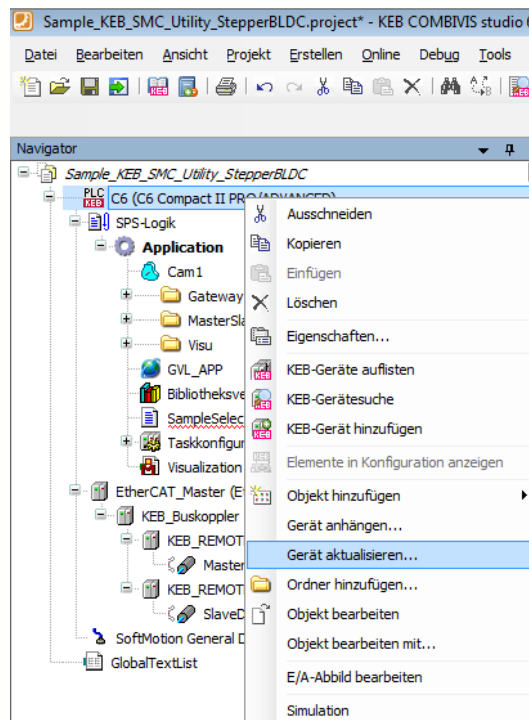 Sample_KEB_SMC_Utility_StepperBLDC.project* - KEB COMBIVIS studio
Datei Bearbeiten Ansicht Projekt Erstellen Online Debug Tools
Navigator
Sample_KEB_SMC_Utility_StepperBLDC
PLC KEB C6 (C6 Compact II PRO/ADVANCED)
SPS-Logik
Application
Cam1
Gateway
MasterSla
Visu
GVL_APP
Bibliotheksve
SampleSelec
Taskkonfigur
Visualization
EtherCAT_Master (E
KEB_Buskoppler
KEB_REMOT
Master
KEB_REMOT
SlaveD
SoftMotion General D
GlobalTextList
Ausschneiden
Kopieren
Einfügen
Löschen
Eigenschaften...
KEB-Geräte auflisten
KEB-Gerätesuche
KEB-Gerät hinzufügen
Elemente in Konfiguration anzeigen
Objekt hinzufügen
Gerät anhängen...
Gerät aktualisieren...
Ordner hinzufügen...
Objekt bearbeiten
Objekt bearbeiten mit...
E/A-Abbild bearbeiten
Simulation